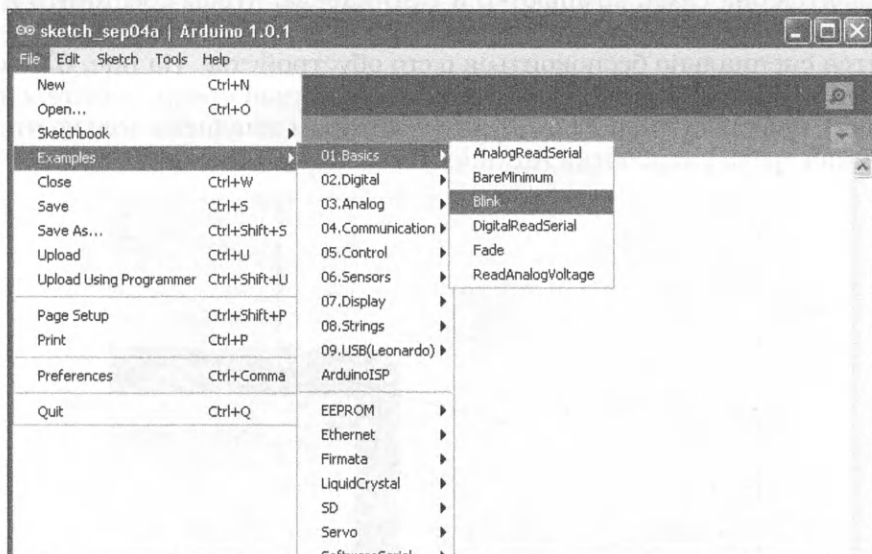 sketch_sep04a | Arduino 1.0.1
File Edit Sketch Tools Help
New Ctrl+N
Open... Ctrl+O
Sketchbook
Examples
Close Ctrl+W
Save Ctrl+S
Save As... Ctrl+Shift+S
Upload Ctrl+U
Upload Using Programmer Ctrl+Shift+U
Page Setup Ctrl+Shift+P
Print Ctrl+P
Preferences Ctrl+Comma
Quit Ctrl+Q
01.Basics
02.Digital
03.Analog
04.Communication
05.Control
06.Sensors
07.Display
08.Strings
09.USB(Leonardo)
ArduinoISP
EEPROM
Ethernet
Firmata
LiquidCrystal
SD
Servo
SoftwareSerial
AnalogReadSerial
BareMinimum
Blink
DigitalReadSerial
Fade
ReadAnalogVoltage